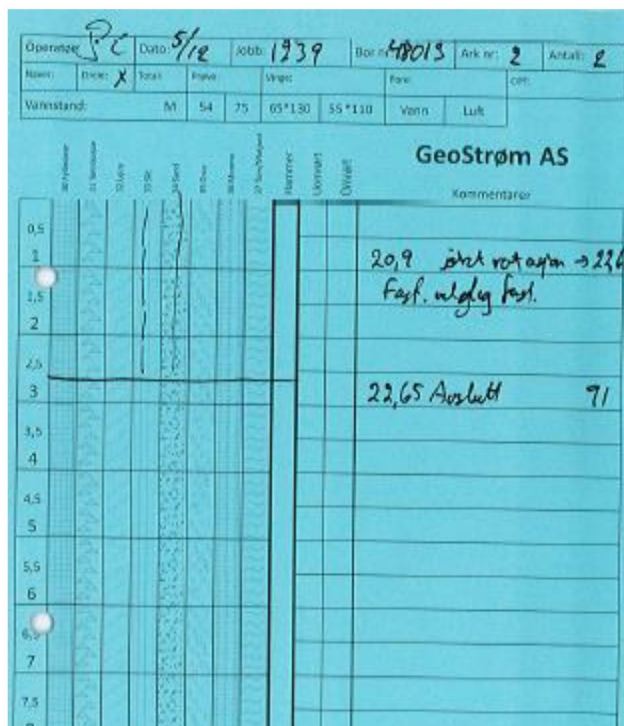 Operatør: Dato: 5/12 Jobb: 1239 Bor nr: 48013 Ark nr: 2 Antall: 2
X Total: Prøve: Vinge: Pore: CPT:
Vannstand: M 54 75 65*130 55*110 Vann Luft
GeoStrøm AS
Kommentarer
Hammer
0,5
1
20,9 økt rotasjon → 22,6
1,5
Fast. veldig fast.
2
2,5
3
22,65 Avslutt 91
3,5
4
4,5
5
5,5
6
6,5
7
7,5